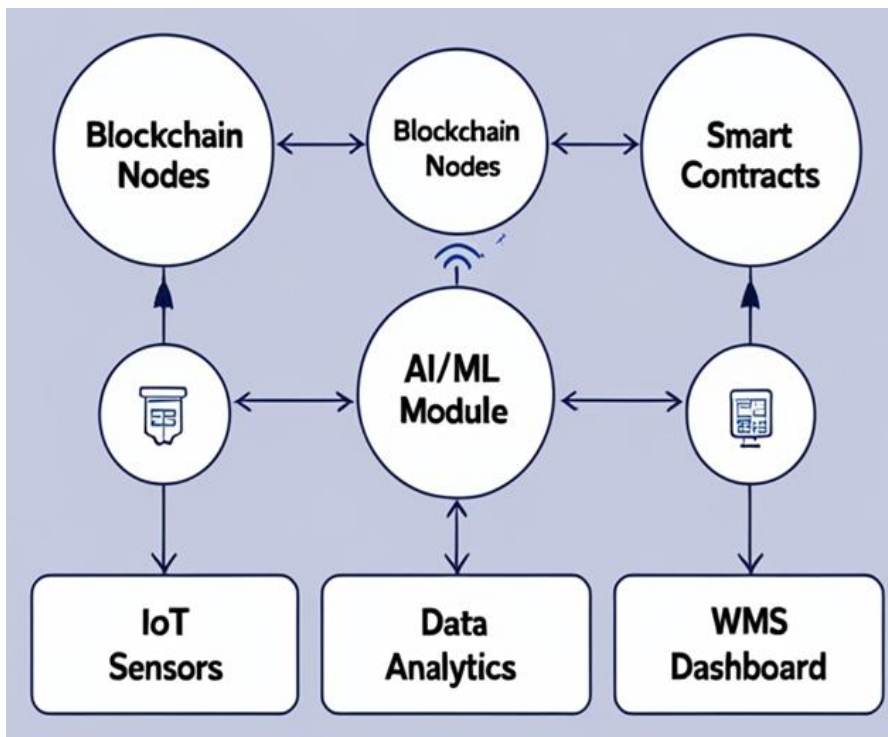 Blockchain
Nodes
Blockchain
Nodes
Smart
Contracts
AI/ML
Module
IoT
Sensors
Data
Analytics
WMS
Dashboard